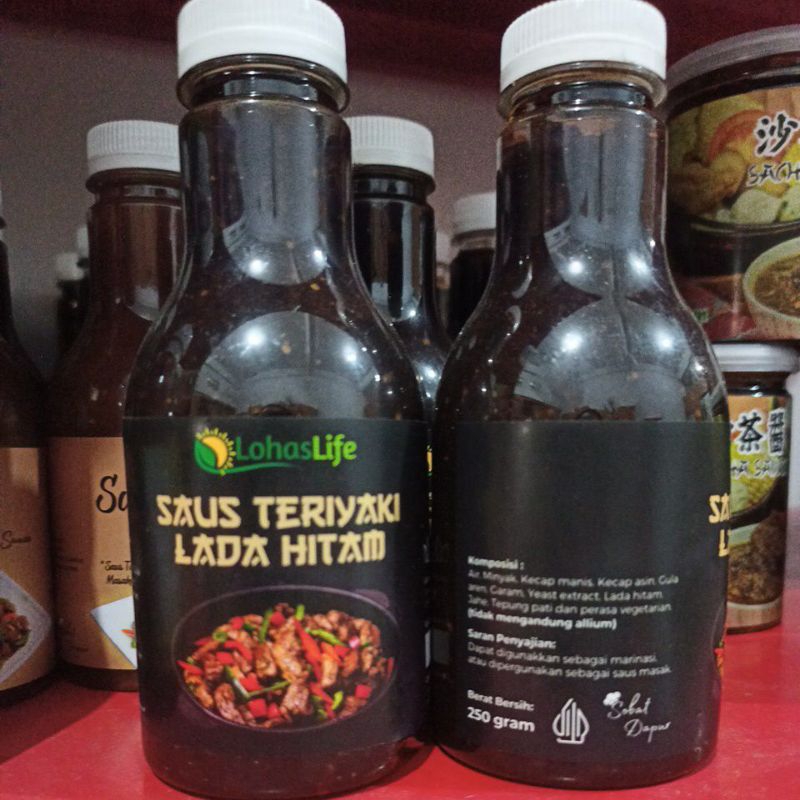 LohasLife
SAUS TERIYAKI
LADA HITAM
Komposisi :
Air, Minyak, Kecap manis, Kecap asin, Gula
aren, Garam, Yeast extract, Lada hitam,
Jahe, Tepung pati dan perasa vegetarian.
(tidak mengandung allium)
Saran Penyajian:
Dapat digunakkan sebagai marinasi,
atau dipergunakan sebagai saus masak
Berat Bersih:
250 gram
Sobat
Dapur
沙
茶